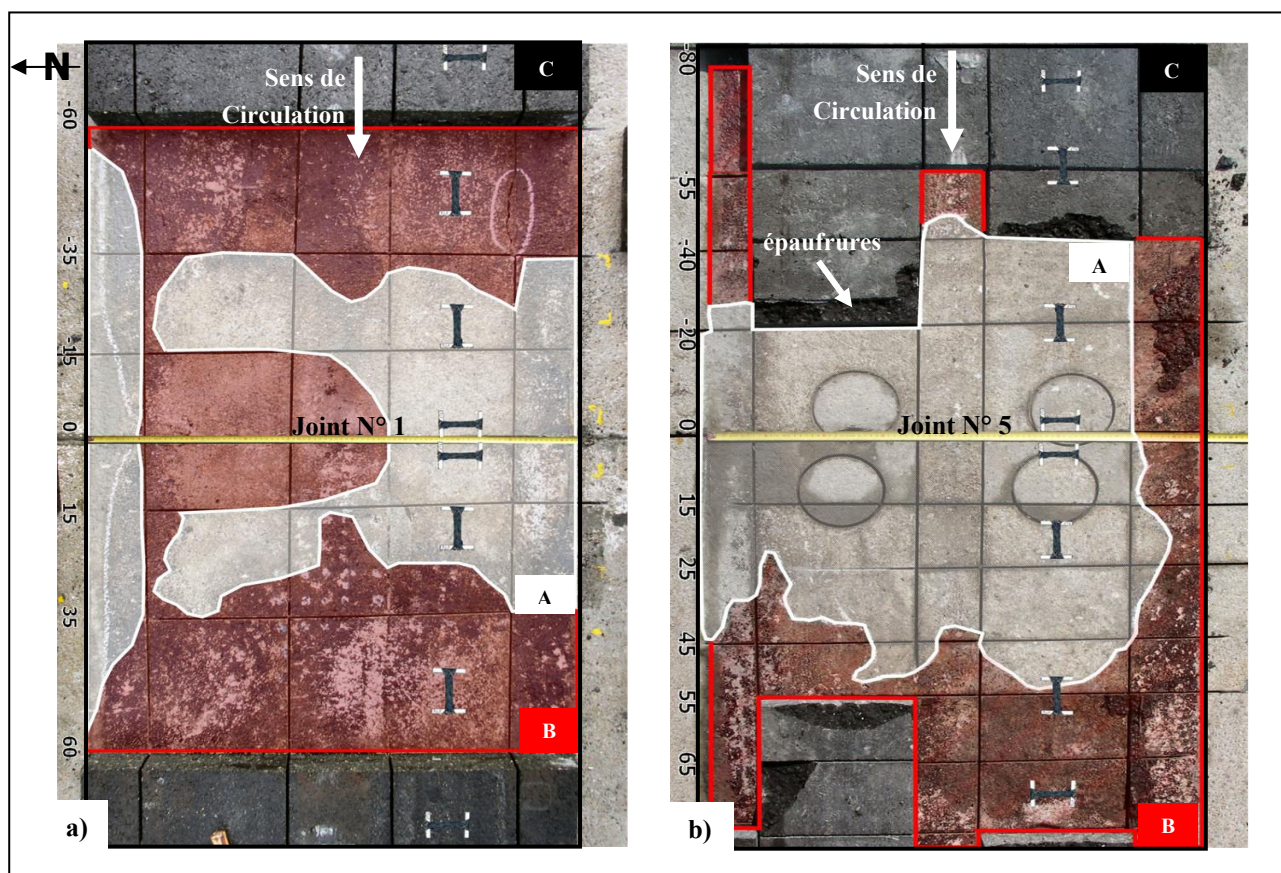 N
C
Sens de
Circulation
-60
-35
-15
0
15
35
60
Joint N° 1
A
B
a)
C
Sens de
Circulation
-80
-55
-40
-20
0
15
25
45
55
65
épaufrures
A
Joint N° 5
B
b)